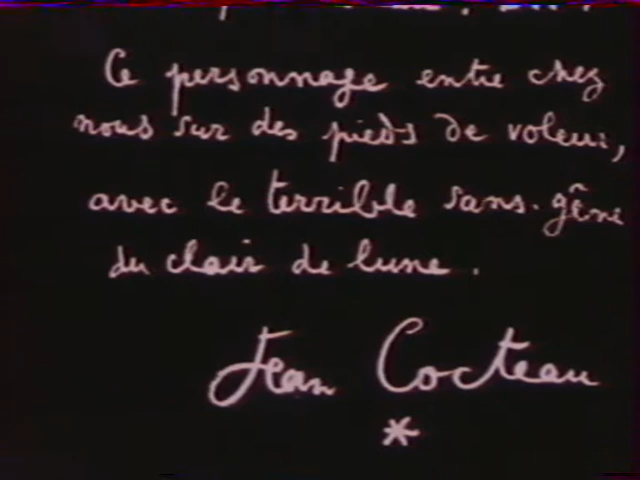 Ce personnage entre chez
nous sur des pieds de voleur,
avec le terrible sans-gêne
du clair de lune.
Jean Cocteau
*